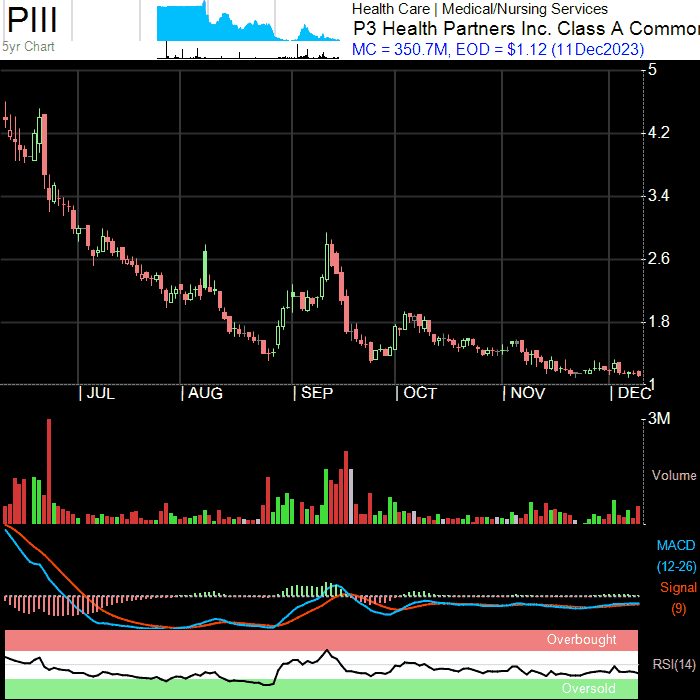 PIII
5yr Chart
Health Care | Medical/Nursing Services
P3 Health Partners Inc. Class A Common
MC = 350.7M, EOD = $1.12 (11Dec2023)
5
4.2
3.4
2.6
1.8
1
JUL AUG SEP OCT NOV DEC
3M
Volume
MACD
(12-26)
Signal
(9)
Overbought
RSI(14)
Oversold